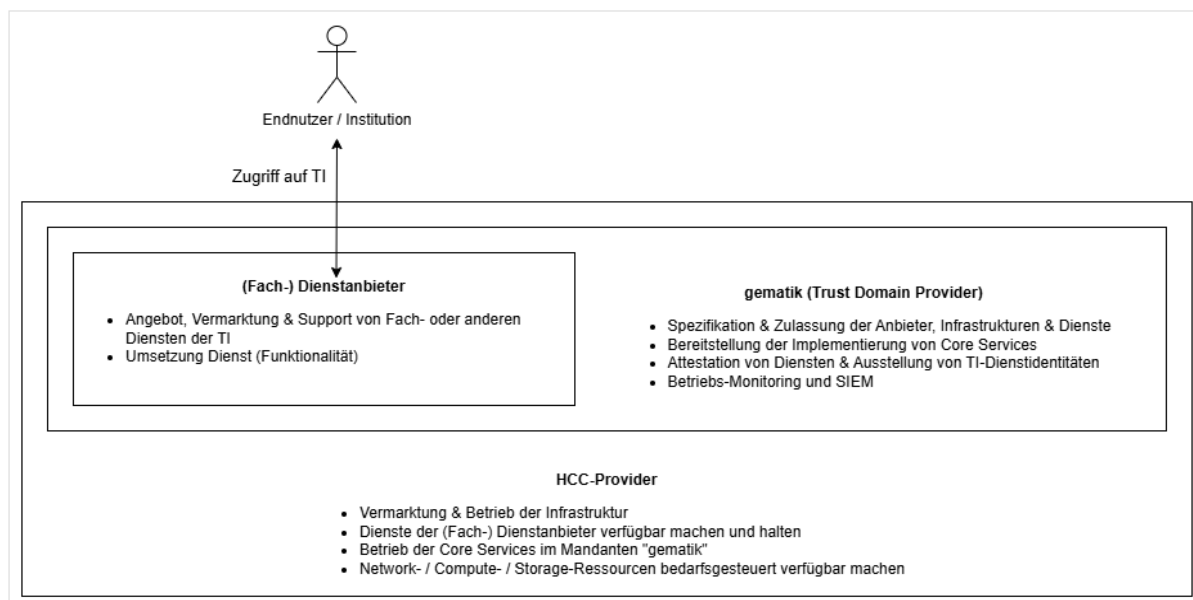 Endnutzer / Institution
Zugriff auf TI
(Fach-) Dienstanbieter
• Angebot, Vermarktung & Support von Fach- oder anderen
Diensten der TI
• Umsetzung Dienst (Funktionalität)
gematik (Trust Domain Provider)
• Spezifikation & Zulassung der Anbieter, Infrastrukturen & Dienste
• Bereitstellung der Implementierung von Core Services
• Attestation von Diensten & Ausstellung von TI-Dienstidentitäten
• Betriebs-Monitoring und SIEM
HCC-Provider
• Vermarktung & Betrieb der Infrastruktur
• Dienste der (Fach-) Dienstanbieter verfügbar machen und halten
• Betrieb der Core Services im Mandanten "gematik"
• Network- / Compute- / Storage-Ressourcen bedarfsgesteuert verfügbar machen